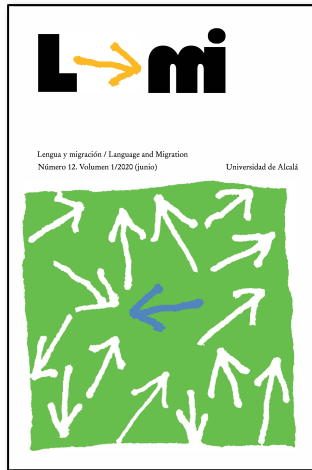 L mi
Lengua y migración / Language and Migration
Número 12. Volumen 1/2020 (junio) Universidad de Alcalá